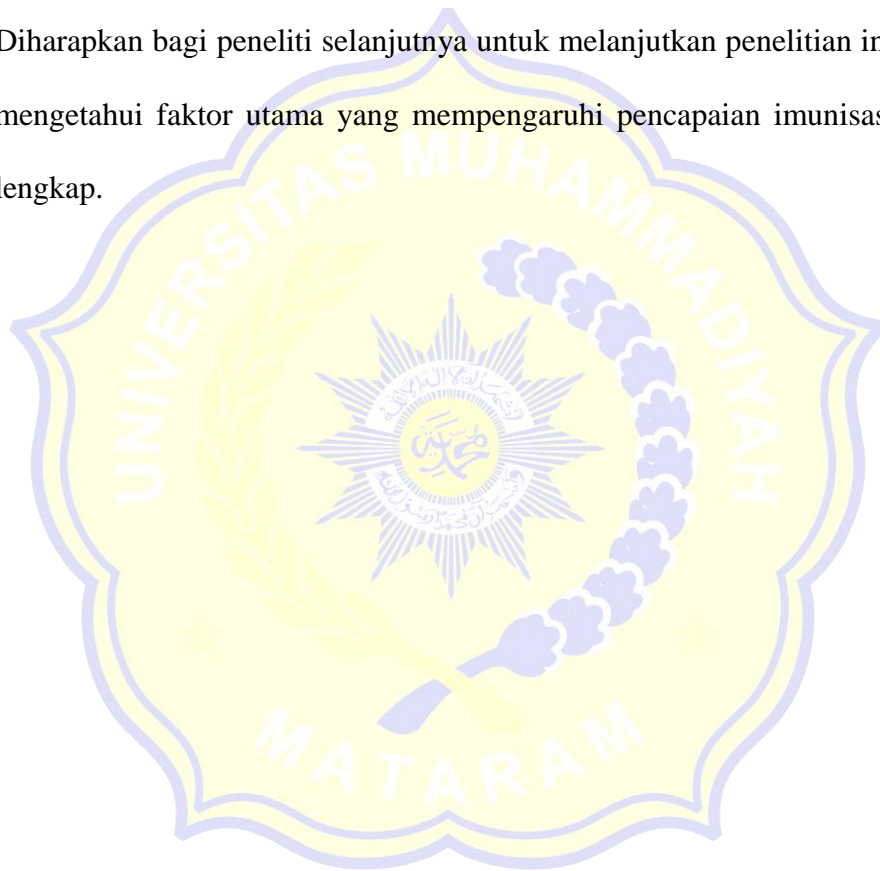 Diharapkan bagi peneliti selanjutnya untuk melanjutkan penelitian in
mengetahui faktor utama yang mempengaruhi pencapaian imunisas
lengkap.
UNIVERSITAS MUHAMMADIYAH
MATARAM